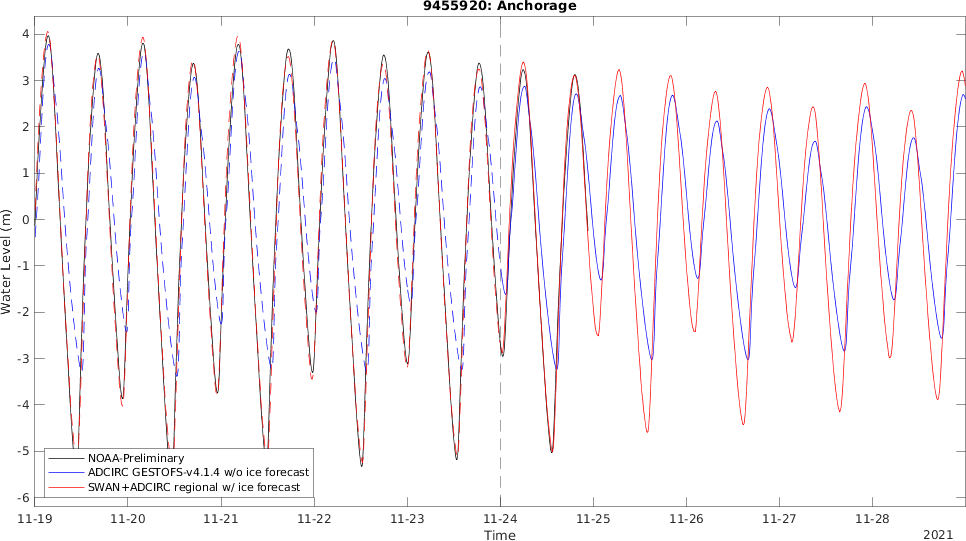 9455920: Anchorage
4
3
2
1
0
-1
-2
-3
-4
-5
-6
Water Level (m)
NOAA-Preliminary
ADCIRC GESTOFS-v4.1.4 w/o ice forecast
SWAN+ADCIRC regional w/ ice forecast
11-19 11-20 11-21 11-22 11-23 11-24 11-25 11-26 11-27 11-28
Time
2021